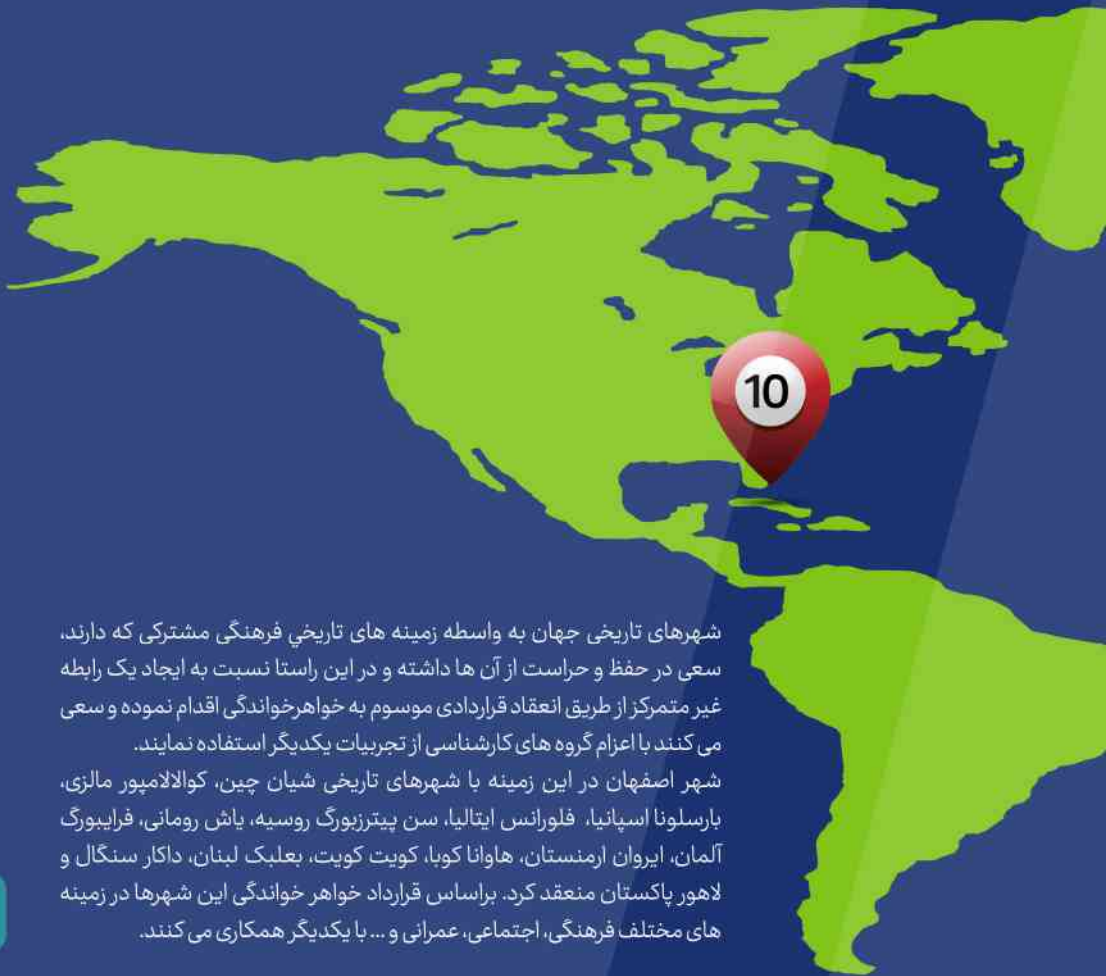 10
شهرهای تاریخی جهان به واسطه زمینه های تاریخي فرهنگی مشترکی که دارند،
سعی در حفظ و حراست از آن ها داشته و در این راستا نسبت به ایجاد یک رابطه
غیر متمرکز از طریق انعقاد قراردادی موسوم به خواهرخواندگی اقدام نموده و سعی
می کنند با اعزام گروه های کارشناسی از تجربیات یکدیگر استفاده نمایند.
شهر اصفهان در این زمینه با شهرهای تاریخی شیان چین، کوالالامپور مالزی،
بارسلونا اسپانیا، فلورانس ایتالیا، سن پیترزبورگ روسیه، یاش رومانی، فرایبورگ
آلمان، ایروان ارمنستان، هاوانا کوبا، کویت کویت، بعلبک لبنان، داکار سنگال و
لاهور پاکستان منعقد کرد. براساس قرارداد خواهر خواندگی این شهرها در زمینه
های مختلف فرهنگی، اجتماعی، عمرانی و ... با یکدیگر همکاری می کنند.